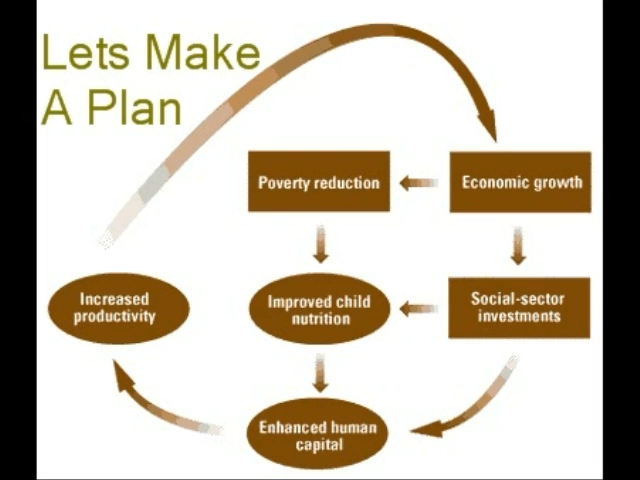 Lets Make
A Plan
Poverty reduction
Economic growth
Increased
productivity
Improved child
nutrition
Social-sector
investments
Enhanced human
capital